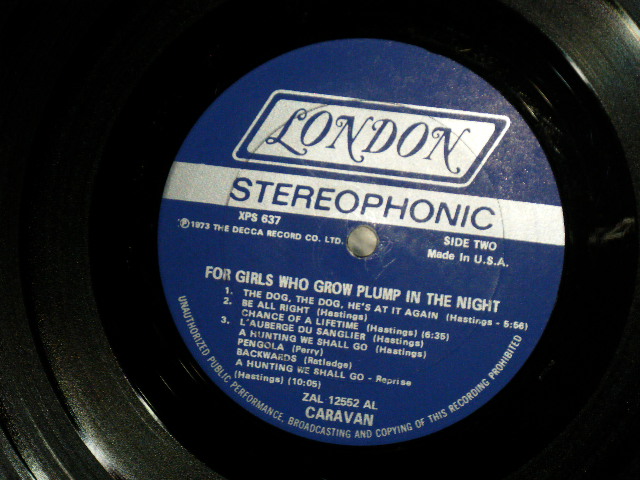 LONDON
STEREOPHONIC
XPS 637
℗1973 THE DECCA RECORD CO. LTD.
SIDE TWO
Made in U.S.A.
FOR GIRLS WHO GROW PLUMP IN THE NIGHT
1. THE DOG, THE DOG, HE'S AT IT AGAIN (Hastings - 5:56)
2. BE ALL RIGHT (Hastings)
CHANCE OF A LIFETIME (Hastings) (6:35)
3. L'AUBERGE DU SANGLIER (Hastings)
A HUNTING WE SHALL GO (Hastings)
PENGOLA (Perry)
BACKWARDS (Ratledge)
A HUNTING WE SHALL GO - Reprise
(Hastings) (10:05)
ZAL 12552 AL
CARAVAN
UNAUTHORIZED PUBLIC PERFORMANCE, BROADCASTING AND COPYING OF THIS RECORDING PROHIBITED